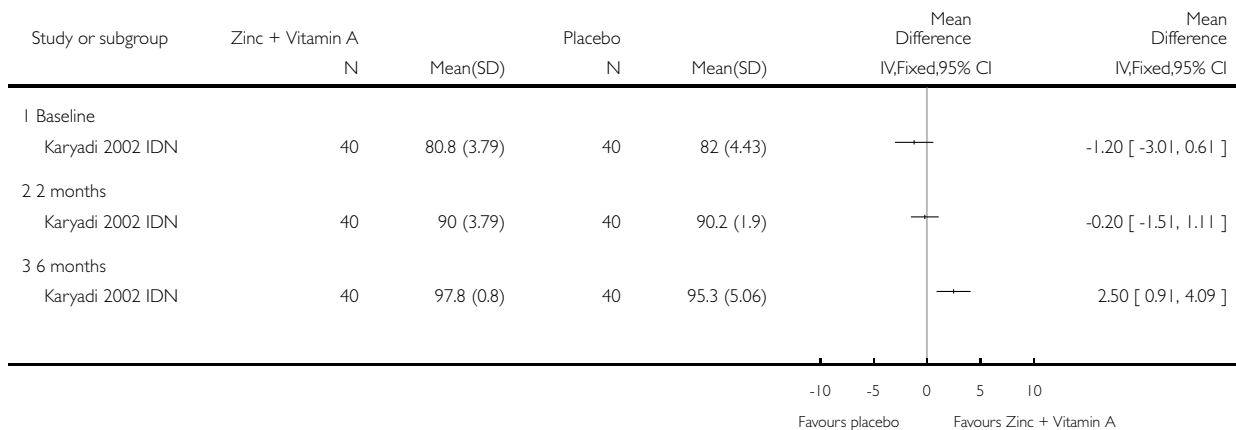 Study or subgroup Zinc + Vitamin A Placebo Mean Difference Mean Difference
N Mean(SD) N Mean(SD) IV,Fixed,95% CI IV,Fixed,95% CI
1 Baseline
Karyadi 2002 IDN 40 80.8 (3.79) 40 82 (4.43) -1.20 [ -3.01, 0.61 ]
2 2 months
Karyadi 2002 IDN 40 90 (3.79) 40 90.2 (1.9) -0.20 [ -1.51, 1.11 ]
3 6 months
Karyadi 2002 IDN 40 97.8 (0.8) 40 95.3 (5.06) 2.50 [ 0.91, 4.09 ]
-10 -5 0 5 10
Favours placebo Favours Zinc + Vitamin A